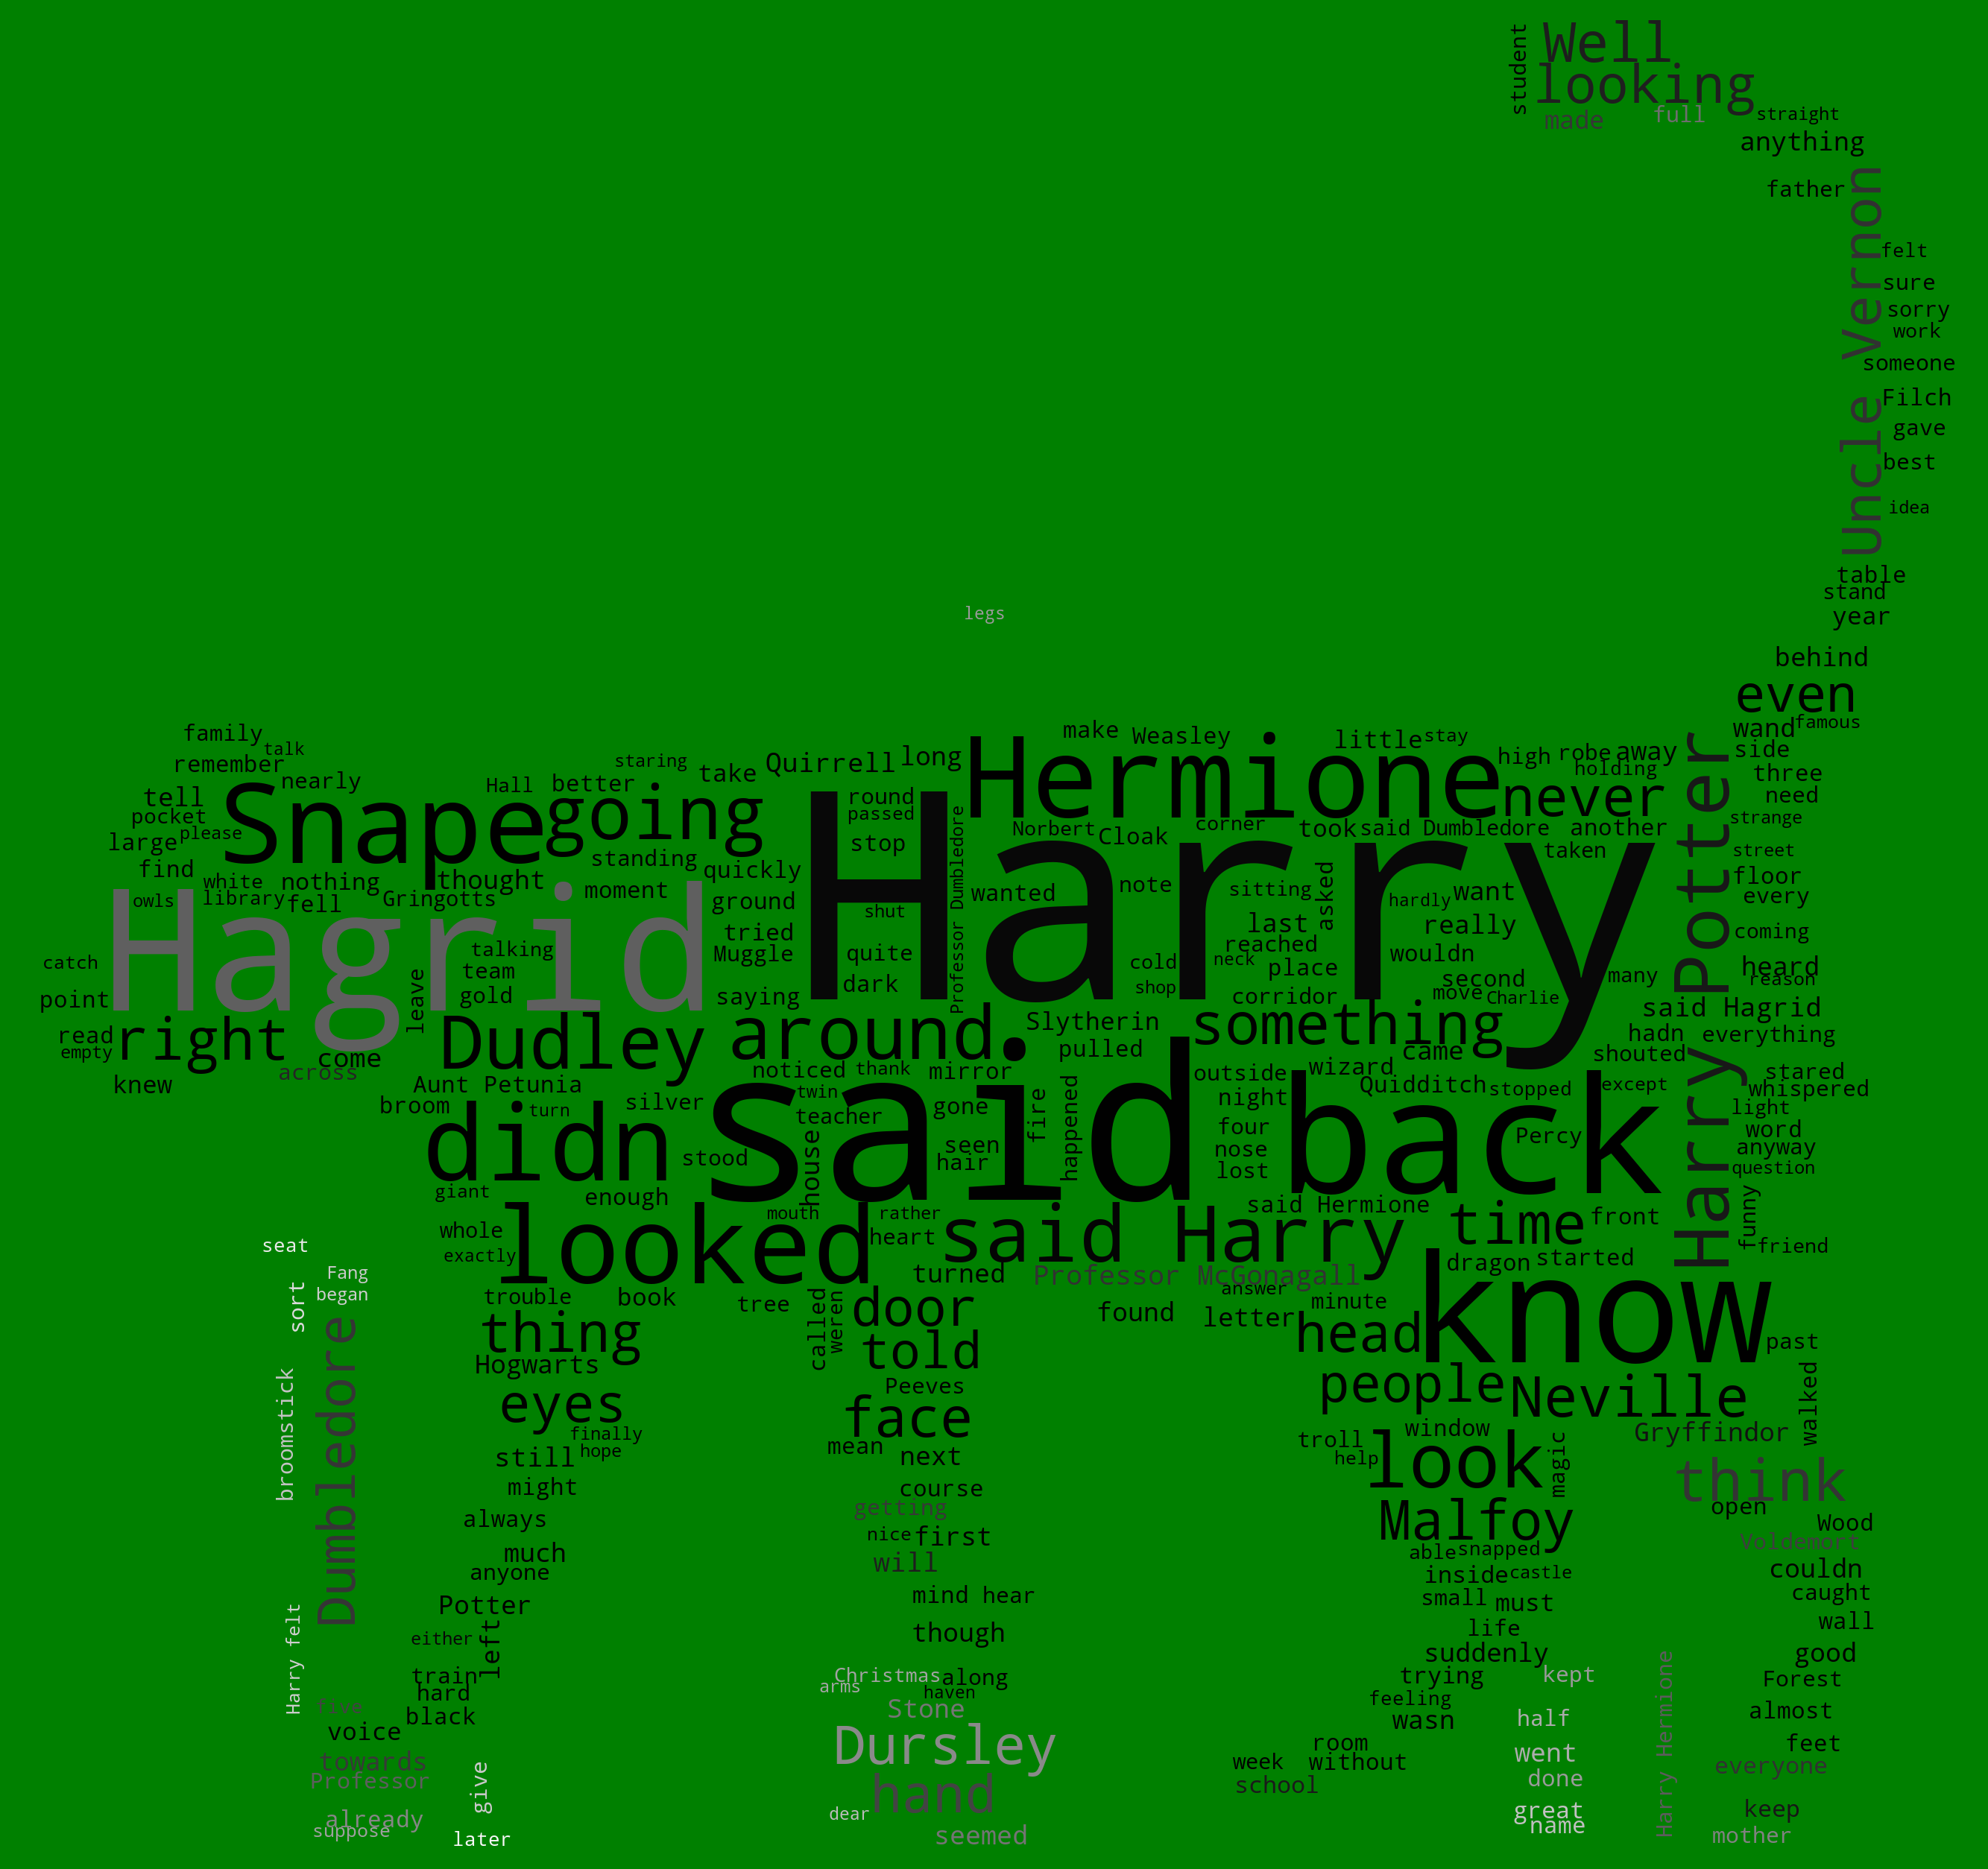 student
Well
looking
made
full
straight
anything
father
Uncle Vernon
felt
sure
sorry
work
someone
Filch
gave
best
idea
table
stand
year
legs
behind
even
wand
famous
family
talk
remember
nearly
tell
pocket
please
large
find
white
nothing
owls
library
fell
Snape
Hall
better
staring
take
going
standing
thought
moment
quickly
Gringotts
Quirrell
long
make
Weasley
Hermione
little
stay
high
robe
away
holding
never
side
three
need
strange
street
floor
every
coming
heard
reason
Harry Potter
Harry
round
passed
stop
Professor Dumbledore
Norbert
Cloak
corner
took
said Dumbledore
another
taken
wanted
note
sitting
asked
hardly
want
shut
last
really
reached
wouldn
quite
cold
neck
place
second
many
dark
shop
corridor
move
Charlie
ground
tried
Muggle
saying
Hagrid
talking
team
gold
leave
catch
point
read
empty
right
knew
come
across
Dudley
around
Slytherin
pulled
something
came
said Hagrid
hadn
everything
shouted
stared
whispered
light
word
anyway
question
Aunt Petunia
broom
turn
silver
noticed
thank
mirror
twin
teacher
gone
fire
happened
outside
wizard
Quidditch
stopped
except
night
four
nose
lost
Percy
didn
said
back
stood
house
seen
hair
giant
enough
whole
exactly
looked
mouth
rather
heart
said Harry
said Hermione
time
front
funny
friend
dragon
started
turned
Professor McGonagall
answer
minute
know
seat
Fang
began
sort
broomstick
Dumbledore
Harry felt
trouble
book
tree
called
weren
door
told
found
letter
head
past
thing
Hogwarts
eyes
finally
still
hope
might
always
much
anyone
Potter
either
left
train
hard
black
five
voice
towards
Professor
already
suppose
give
later
Peeves
face
mean
next
course
getting
nice
first
will
mind
hear
though
Christmas
along
arms
haven
Stone
Dursley
hand
dear
seemed
people
Neville
walked
window
Gryffindor
troll
help
look
magic
think
open
Malfoy
Wood
Voldemort
able
snapped
inside
castle
couldn
caught
small
must
wall
life
suddenly
good
trying
kept
Forest
feeling
wasn
half
almost
Harry Hermione
room
week
without
went
feet
school
done
everyone
great
name
keep
mother